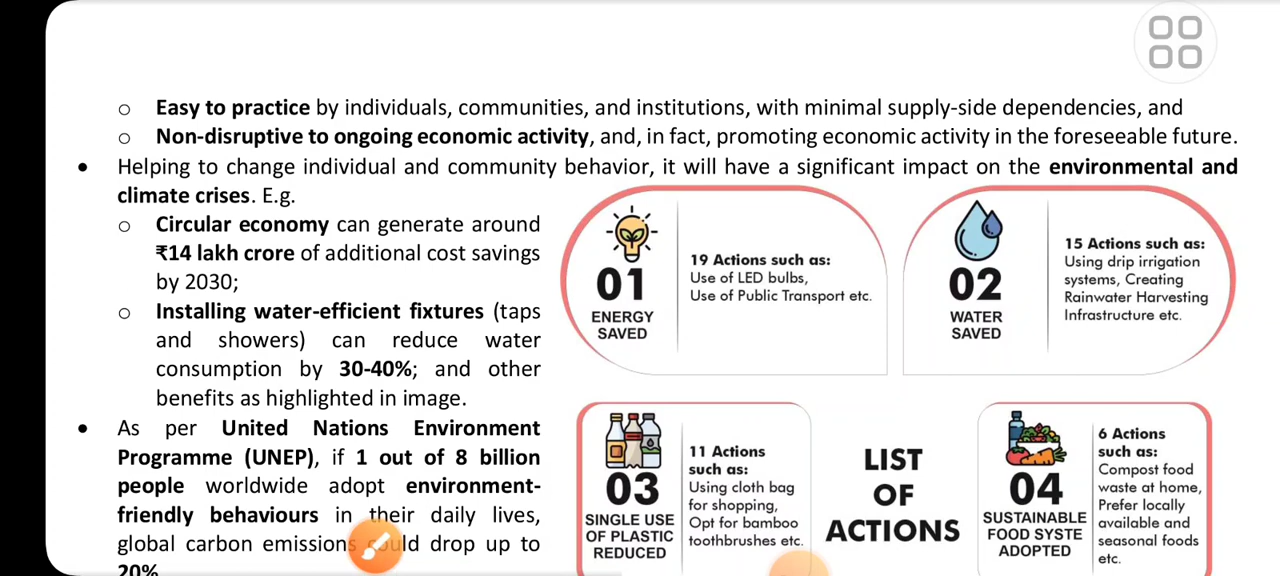 o Easy to practice by individuals, communities, and institutions, with minimal supply-side dependencies, and
o Non-disruptive to ongoing economic activity, and, in fact, promoting economic activity in the foreseeable future.
• Helping to change individual and community behavior, it will have a significant impact on the environmental and
climate crises. E.g.
o Circular economy can generate around
₹14 lakh crore of additional cost savings
by 2030;
o Installing water-efficient fixtures (taps
and showers) can reduce water
consumption by 30-40%; and other
benefits as highlighted in image.
• As per United Nations Environment
Programme (UNEP), if 1 out of 8 billion
people worldwide adopt environment-
friendly behaviours in their daily lives,
global carbon emissions could drop up to
20%
01
ENERGY
SAVED
19 Actions such as:
Use of LED bulbs,
Use of Public Transport etc.
02
WATER
SAVED
15 Actions such as:
Using drip irrigation
systems, Creating
Rainwater Harvesting
Infrastructure etc.
03
SINGLE USE
OF PLASTIC
REDUCED
11 Actions
such as:
Using cloth bag
for shopping,
Opt for bamboo
toothbrushes etc.
LIST
OF
ACTIONS
04
SUSTAINABLE
FOOD SYSTE
ADOPTED
6 Actions
such as:
Compost food
waste at home,
Prefer locally
available and
seasonal foods
etc.